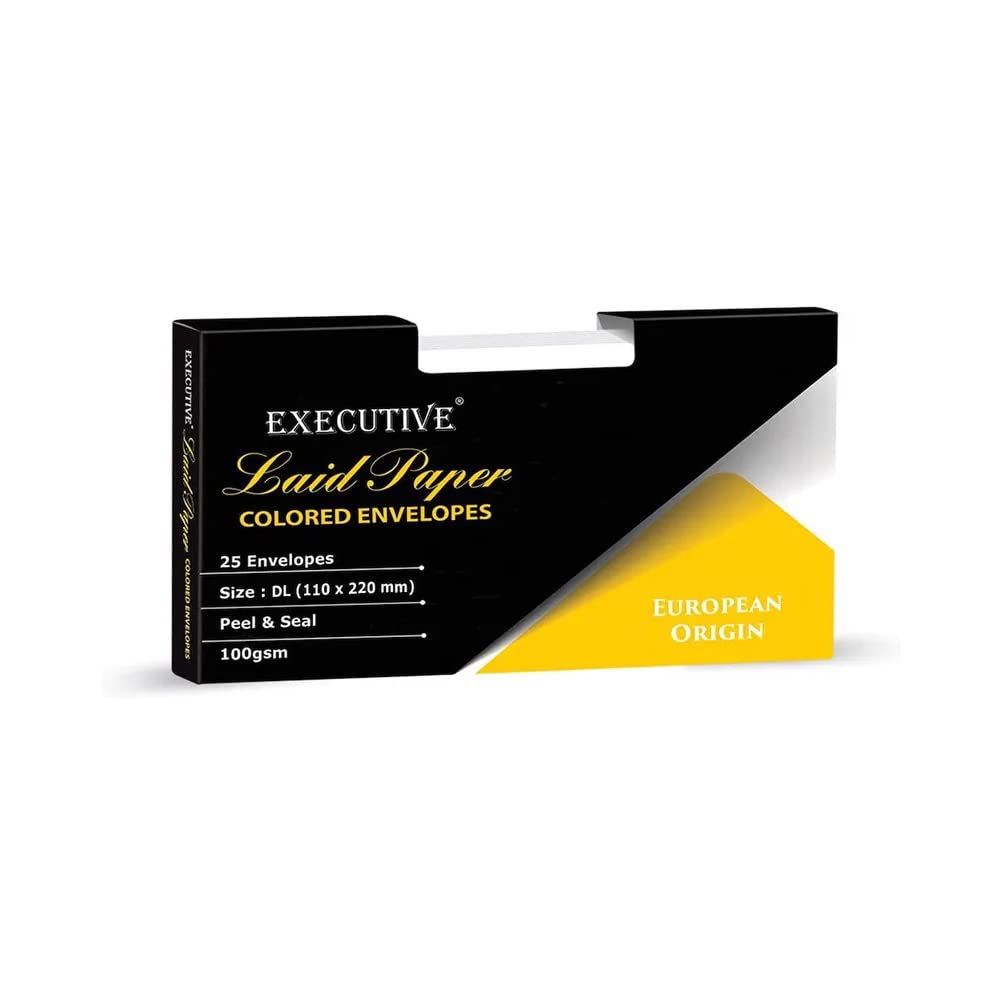 EXECUTIVE®
Laid Paper
COLORED ENVELOPES
25 Envelopes
Size : DL (110 x 220 mm)
Peel & Seal
100gsm
EUROPEAN
ORIGIN
EXECUTIVE® Laid Paper COLORED ENVELOPES